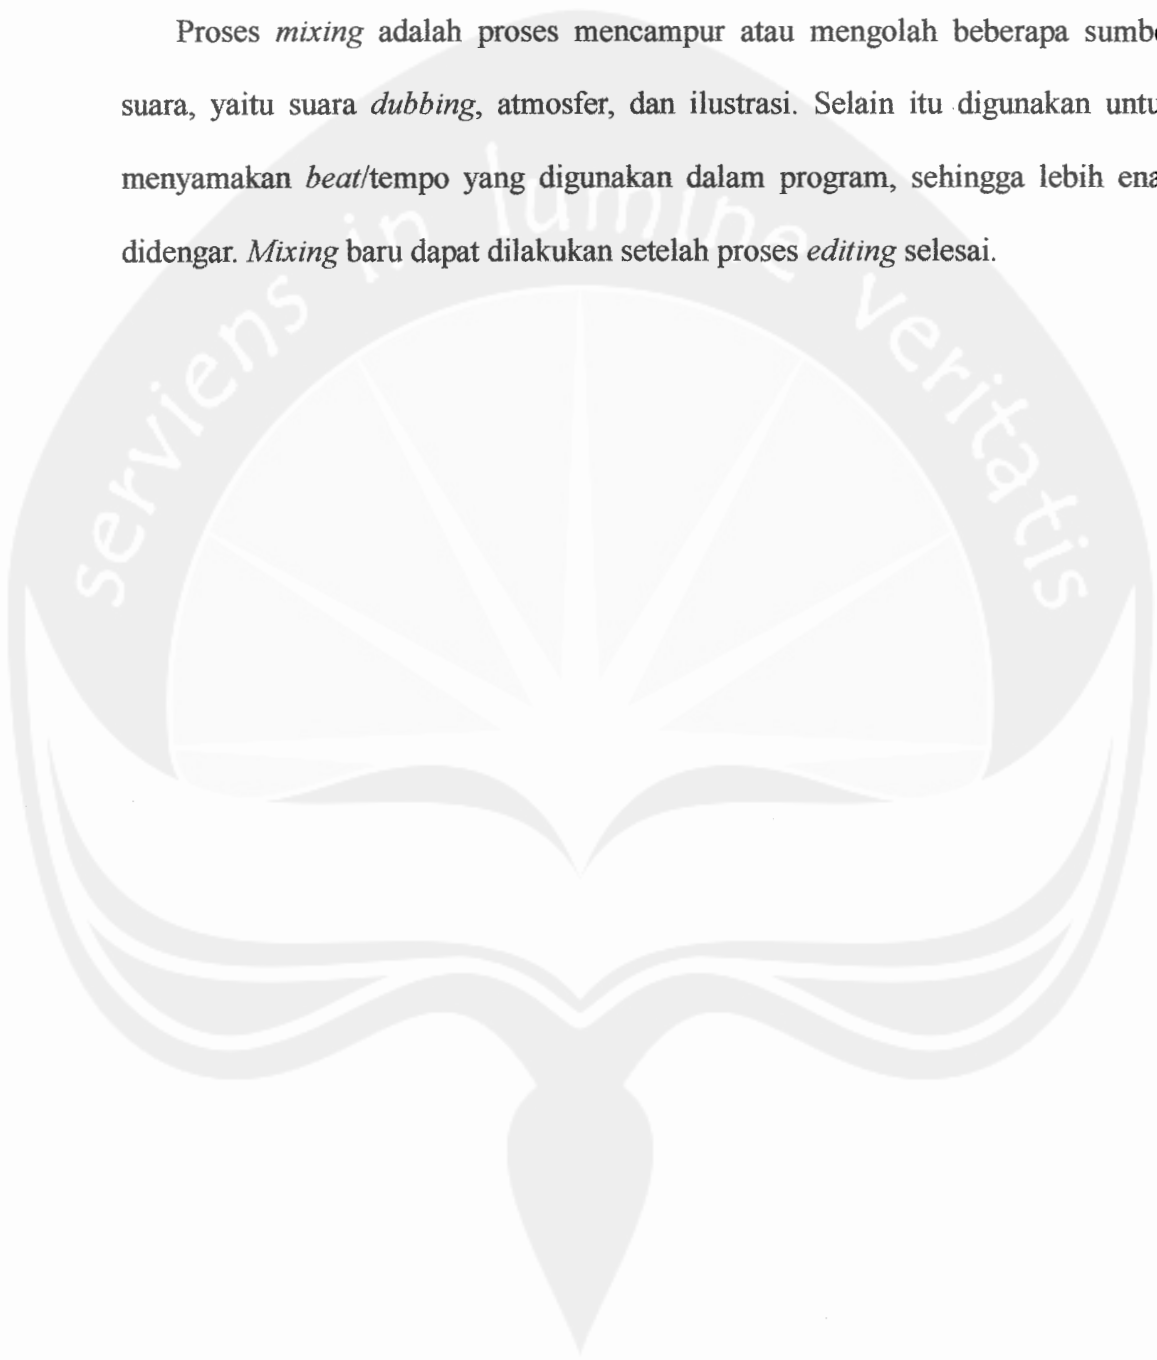 Proses mixing adalah proses mencampur atau mengolah beberapa sumbe
suara, yaitu suara dubbing, atmosfer, dan ilustrasi. Selain itu digunakan untu
menyamakan beat/tempo yang digunakan dalam program, sehingga lebih ena
didengar. Mixing baru dapat dilakukan setelah proses editing selesai.
serviens in lumine veritatis